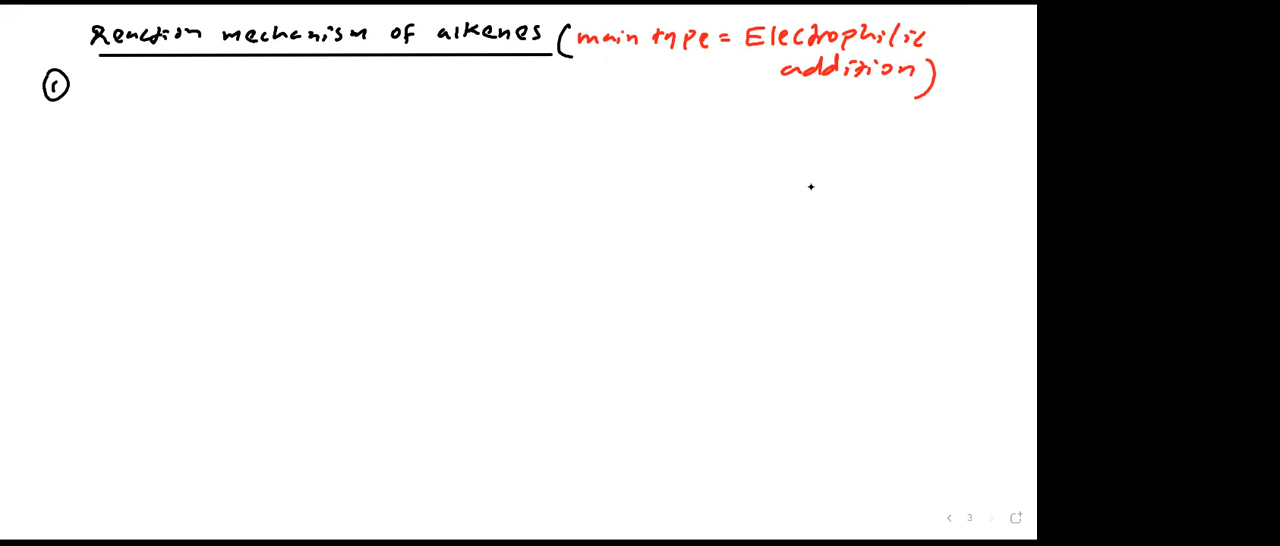 Reaction mechanism of alkenes (main type = Electrophilic
addition)
①
3